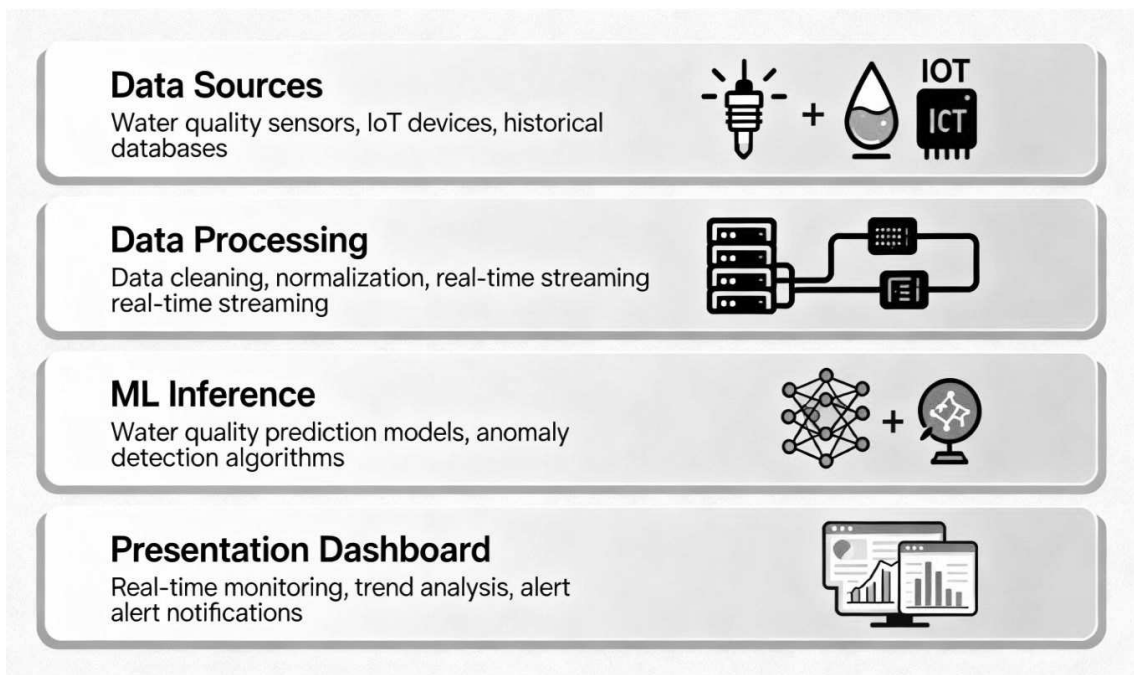 Data Sources
Water quality sensors, IoT devices, historical
databases
IOT
ICT
Data Processing
Data cleaning, normalization, real-time streaming
real-time streaming
ML Inference
Water quality prediction models, anomaly
detection algorithms
Presentation Dashboard
Real-time monitoring, trend analysis, alert
alert notifications